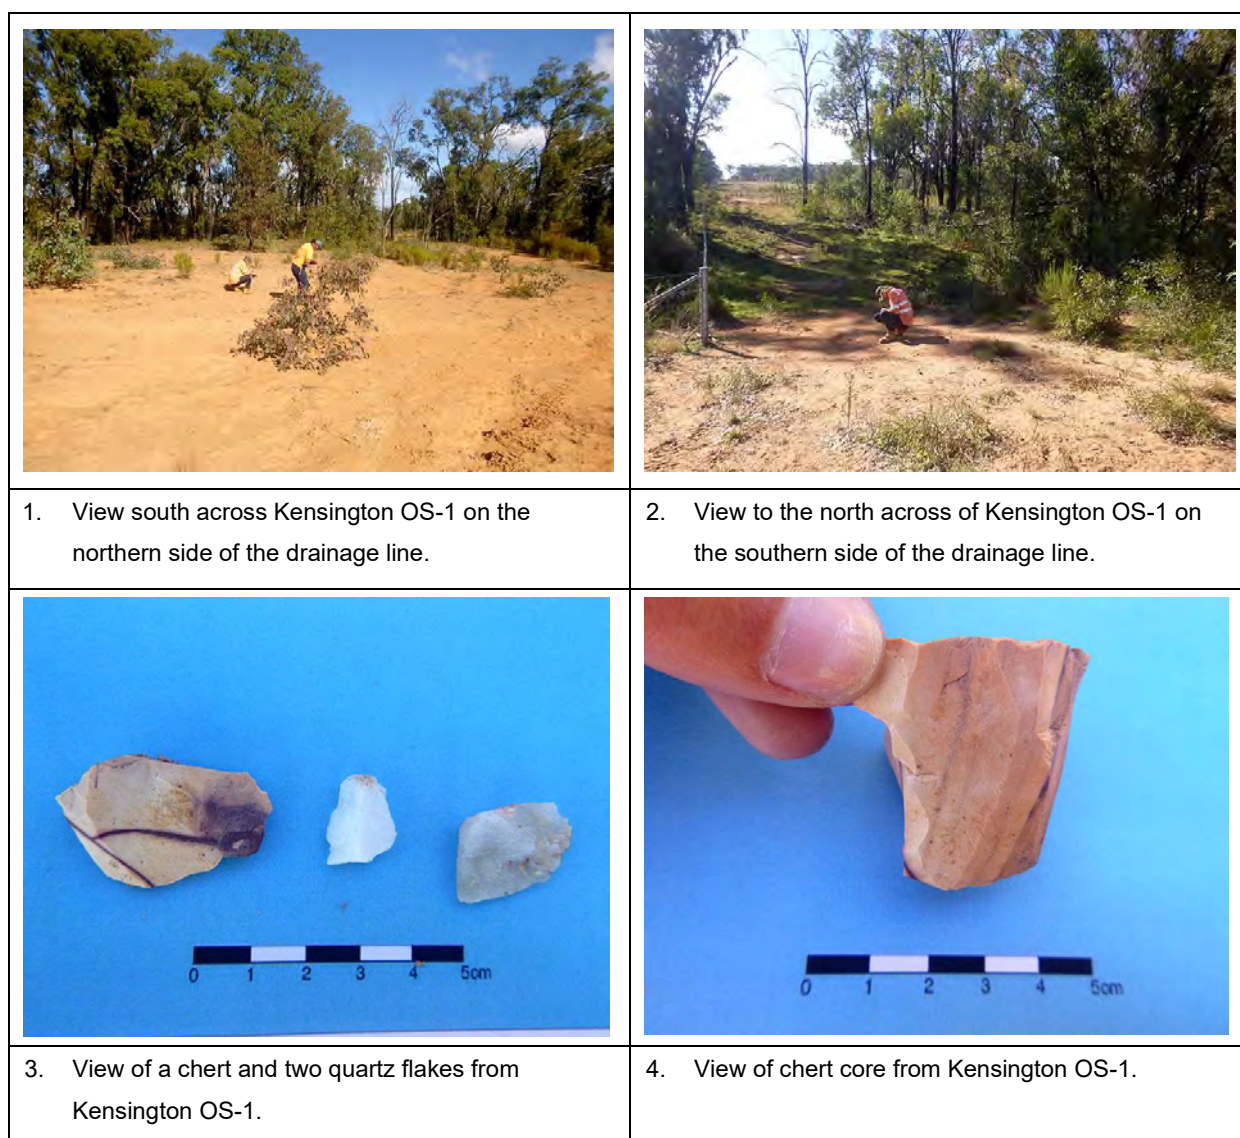 1. View south across Kensington OS-1 on the
northern side of the drainage line.
2. View to the north across of Kensington OS-1 on
the southern side of the drainage line.
0 1 2 3 4 5cm
0 1 2 3 4 5cm
3. View of a chert and two quartz flakes from
Kensington OS-1.
4. View of chert core from Kensington OS-1.